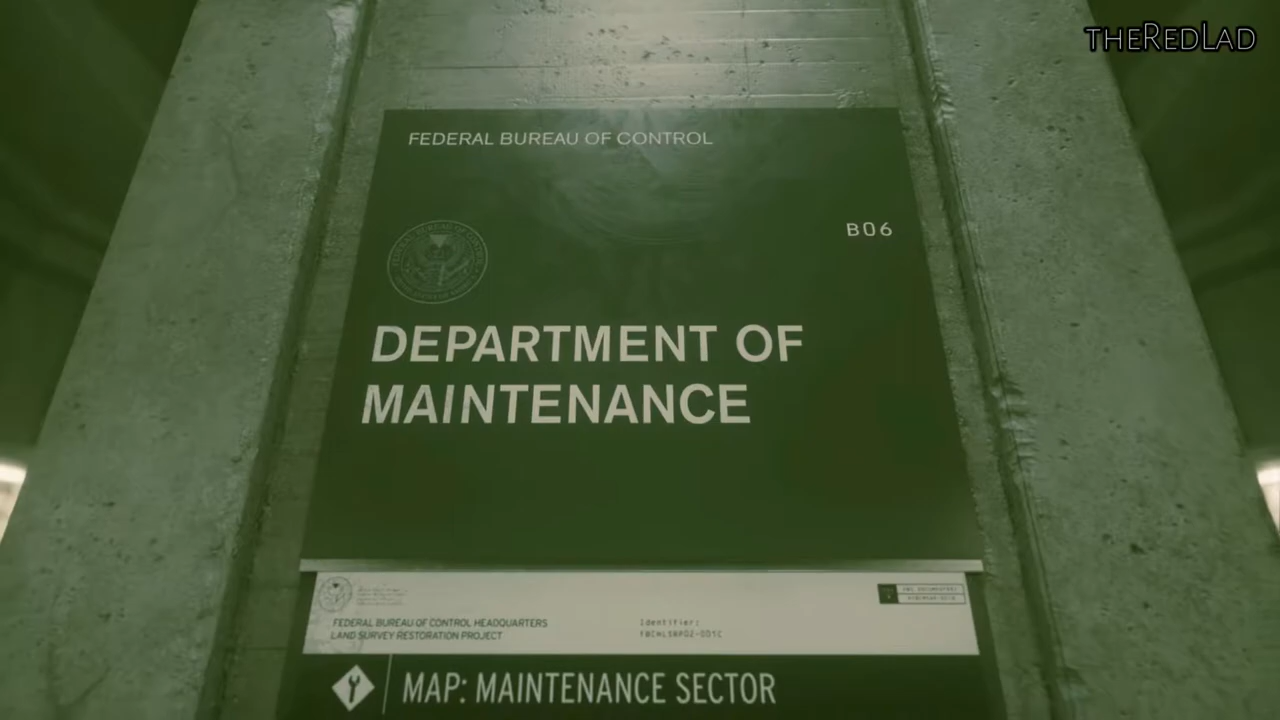 THEREDLAD
FEDERAL BUREAU OF CONTROL
B06
DEPARTMENT OF
MAINTENANCE
FEDERAL BUREAU OF CONTROL HEADQUARTERS
LAND SURVEY RESTORATION PROJECT
Identifier:
MAP: MAINTENANCE SECTOR